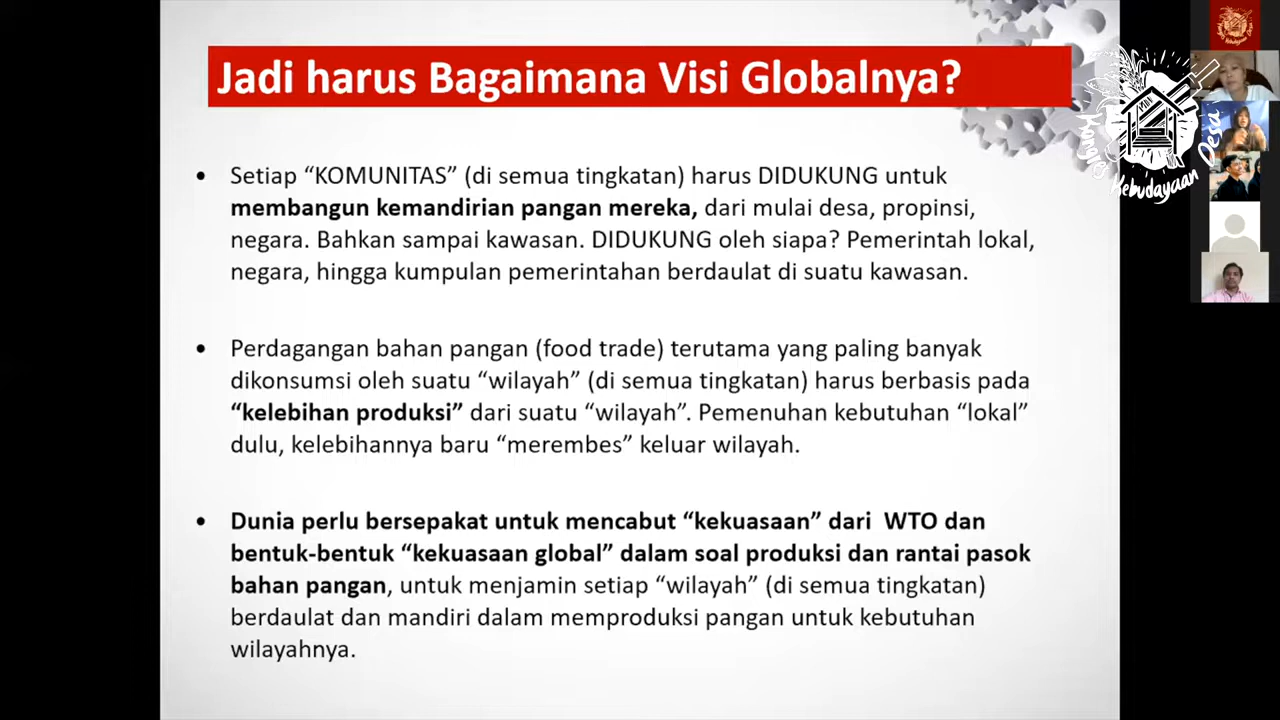 Jadi harus Bagaimana Visi Globalnya?
• Setiap “KOMUNITAS” (di semua tingkatan) harus DIDUKUNG untuk
membangun kemandirian pangan mereka, dari mulai desa, propinsi,
negara. Bahkan sampai kawasan. DIDUKUNG oleh siapa? Pemerintah lokal,
negara, hingga kumpulan pemerintahan berdaulat di suatu kawasan.
• Perdagangan bahan pangan (food trade) terutama yang paling banyak
dikonsumsi oleh suatu “wilayah” (di semua tingkatan) harus berbasis pada
“kelebihan produksi” dari suatu “wilayah”. Pemenuhan kebutuhan “lokal”
dulu, kelebihannya baru “merembes” keluar wilayah.
• Dunia perlu bersepakat untuk mencabut “kekuasaan” dari  WTO dan
bentuk-bentuk “kekuasaan global” dalam soal produksi dan rantai pasok
bahan pangan, untuk menjamin setiap “wilayah” (di semua tingkatan)
berdaulat dan mandiri dalam memproduksi pangan untuk kebutuhan
wilayahnya.
Kebudayaan Desa